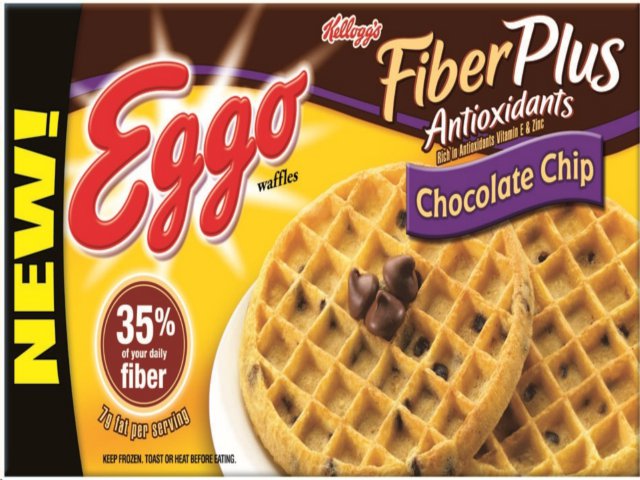 NEW!
Kellogg's
Eggo
waffles
FiberPlus
Antioxidants
Rich in Antioxidants Vitamin E & Zinc
Chocolate Chip
35%
of your daily
fiber
7g fat per serving
KEEP FROZEN. TOAST OR HEAT BEFORE EATING.